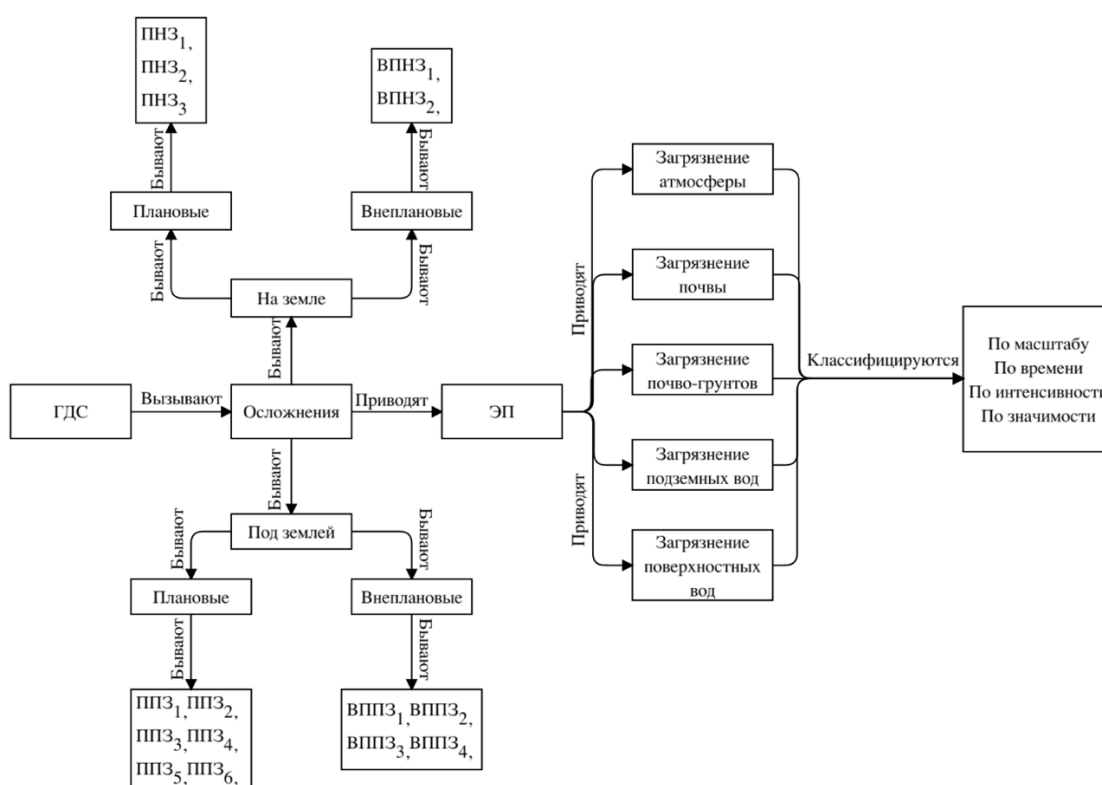 ПНЗ₁,
ПНЗ₂,
ПНЗ₃
ВПНЗ₁,
ВПНЗ₂,
Бывают
Бывают
Плановые
Внеплановые
Бывают
Бывают
На земле
Бывают
ГДС
Вызывают
Осложнения
Приводят
ЭП
Бывают
Под землей
Бывают
Бывают
Плановые
Внеплановые
Бывают
Бывают
ППЗ₁,ППЗ₂,
ППЗ₃,ППЗ₄,
ППЗ₅,ППЗ₆,
ВППЗ₁,ВППЗ₂,
ВППЗ₃,ВППЗ₄,
Приводят
Приводят
Загрязнение
атмосферы
Загрязнение
почвы
Загрязнение
почво-грунтов
Загрязнение
подземных вод
Загрязнение
поверхностных
вод
Классифицируются
По масштабу
По времени
По интенсивности
По значимости